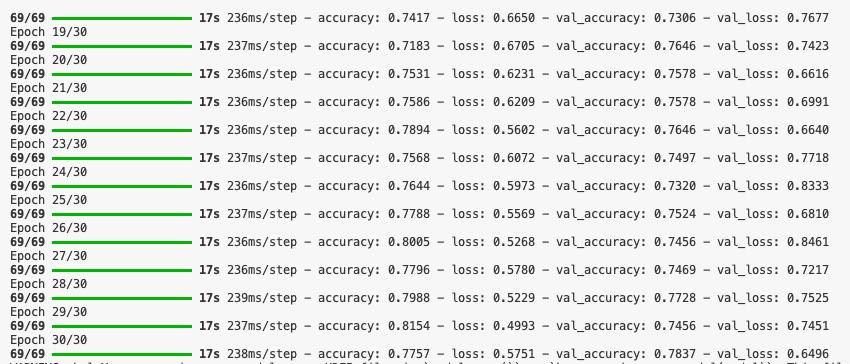 69/69 17s 236ms/step - accuracy: 0.7417 - loss: 0.6650 - val_accuracy: 0.7306 - val_loss: 0.7677
Epoch 19/30
69/69 17s 237ms/step - accuracy: 0.7183 - loss: 0.6705 - val_accuracy: 0.7646 - val_loss: 0.7423
Epoch 20/30
69/69 17s 236ms/step - accuracy: 0.7531 - loss: 0.6231 - val_accuracy: 0.7578 - val_loss: 0.6616
Epoch 21/30
69/69 17s 236ms/step - accuracy: 0.7586 - loss: 0.6209 - val_accuracy: 0.7578 - val_loss: 0.6991
Epoch 22/30
69/69 17s 236ms/step - accuracy: 0.7894 - loss: 0.5602 - val_accuracy: 0.7646 - val_loss: 0.6640
Epoch 23/30
69/69 17s 237ms/step - accuracy: 0.7568 - loss: 0.6072 - val_accuracy: 0.7497 - val_loss: 0.7718
Epoch 24/30
69/69 17s 236ms/step - accuracy: 0.7644 - loss: 0.5973 - val_accuracy: 0.7320 - val_loss: 0.8333
Epoch 25/30
69/69 17s 237ms/step - accuracy: 0.7788 - loss: 0.5569 - val_accuracy: 0.7524 - val_loss: 0.6810
Epoch 26/30
69/69 17s 236ms/step - accuracy: 0.8005 - loss: 0.5268 - val_accuracy: 0.7456 - val_loss: 0.8461
Epoch 27/30
69/69 17s 236ms/step - accuracy: 0.7796 - loss: 0.5780 - val_accuracy: 0.7469 - val_loss: 0.7217
Epoch 28/30
69/69 17s 239ms/step - accuracy: 0.7988 - loss: 0.5229 - val_accuracy: 0.7728 - val_loss: 0.7525
Epoch 29/30
69/69 17s 237ms/step - accuracy: 0.8154 - loss: 0.4993 - val_accuracy: 0.7456 - val_loss: 0.7451
Epoch 30/30
69/69 17s 238ms/step - accuracy: 0.7757 - loss: 0.5751 - val_accuracy: 0.7837 - val_loss: 0.6496